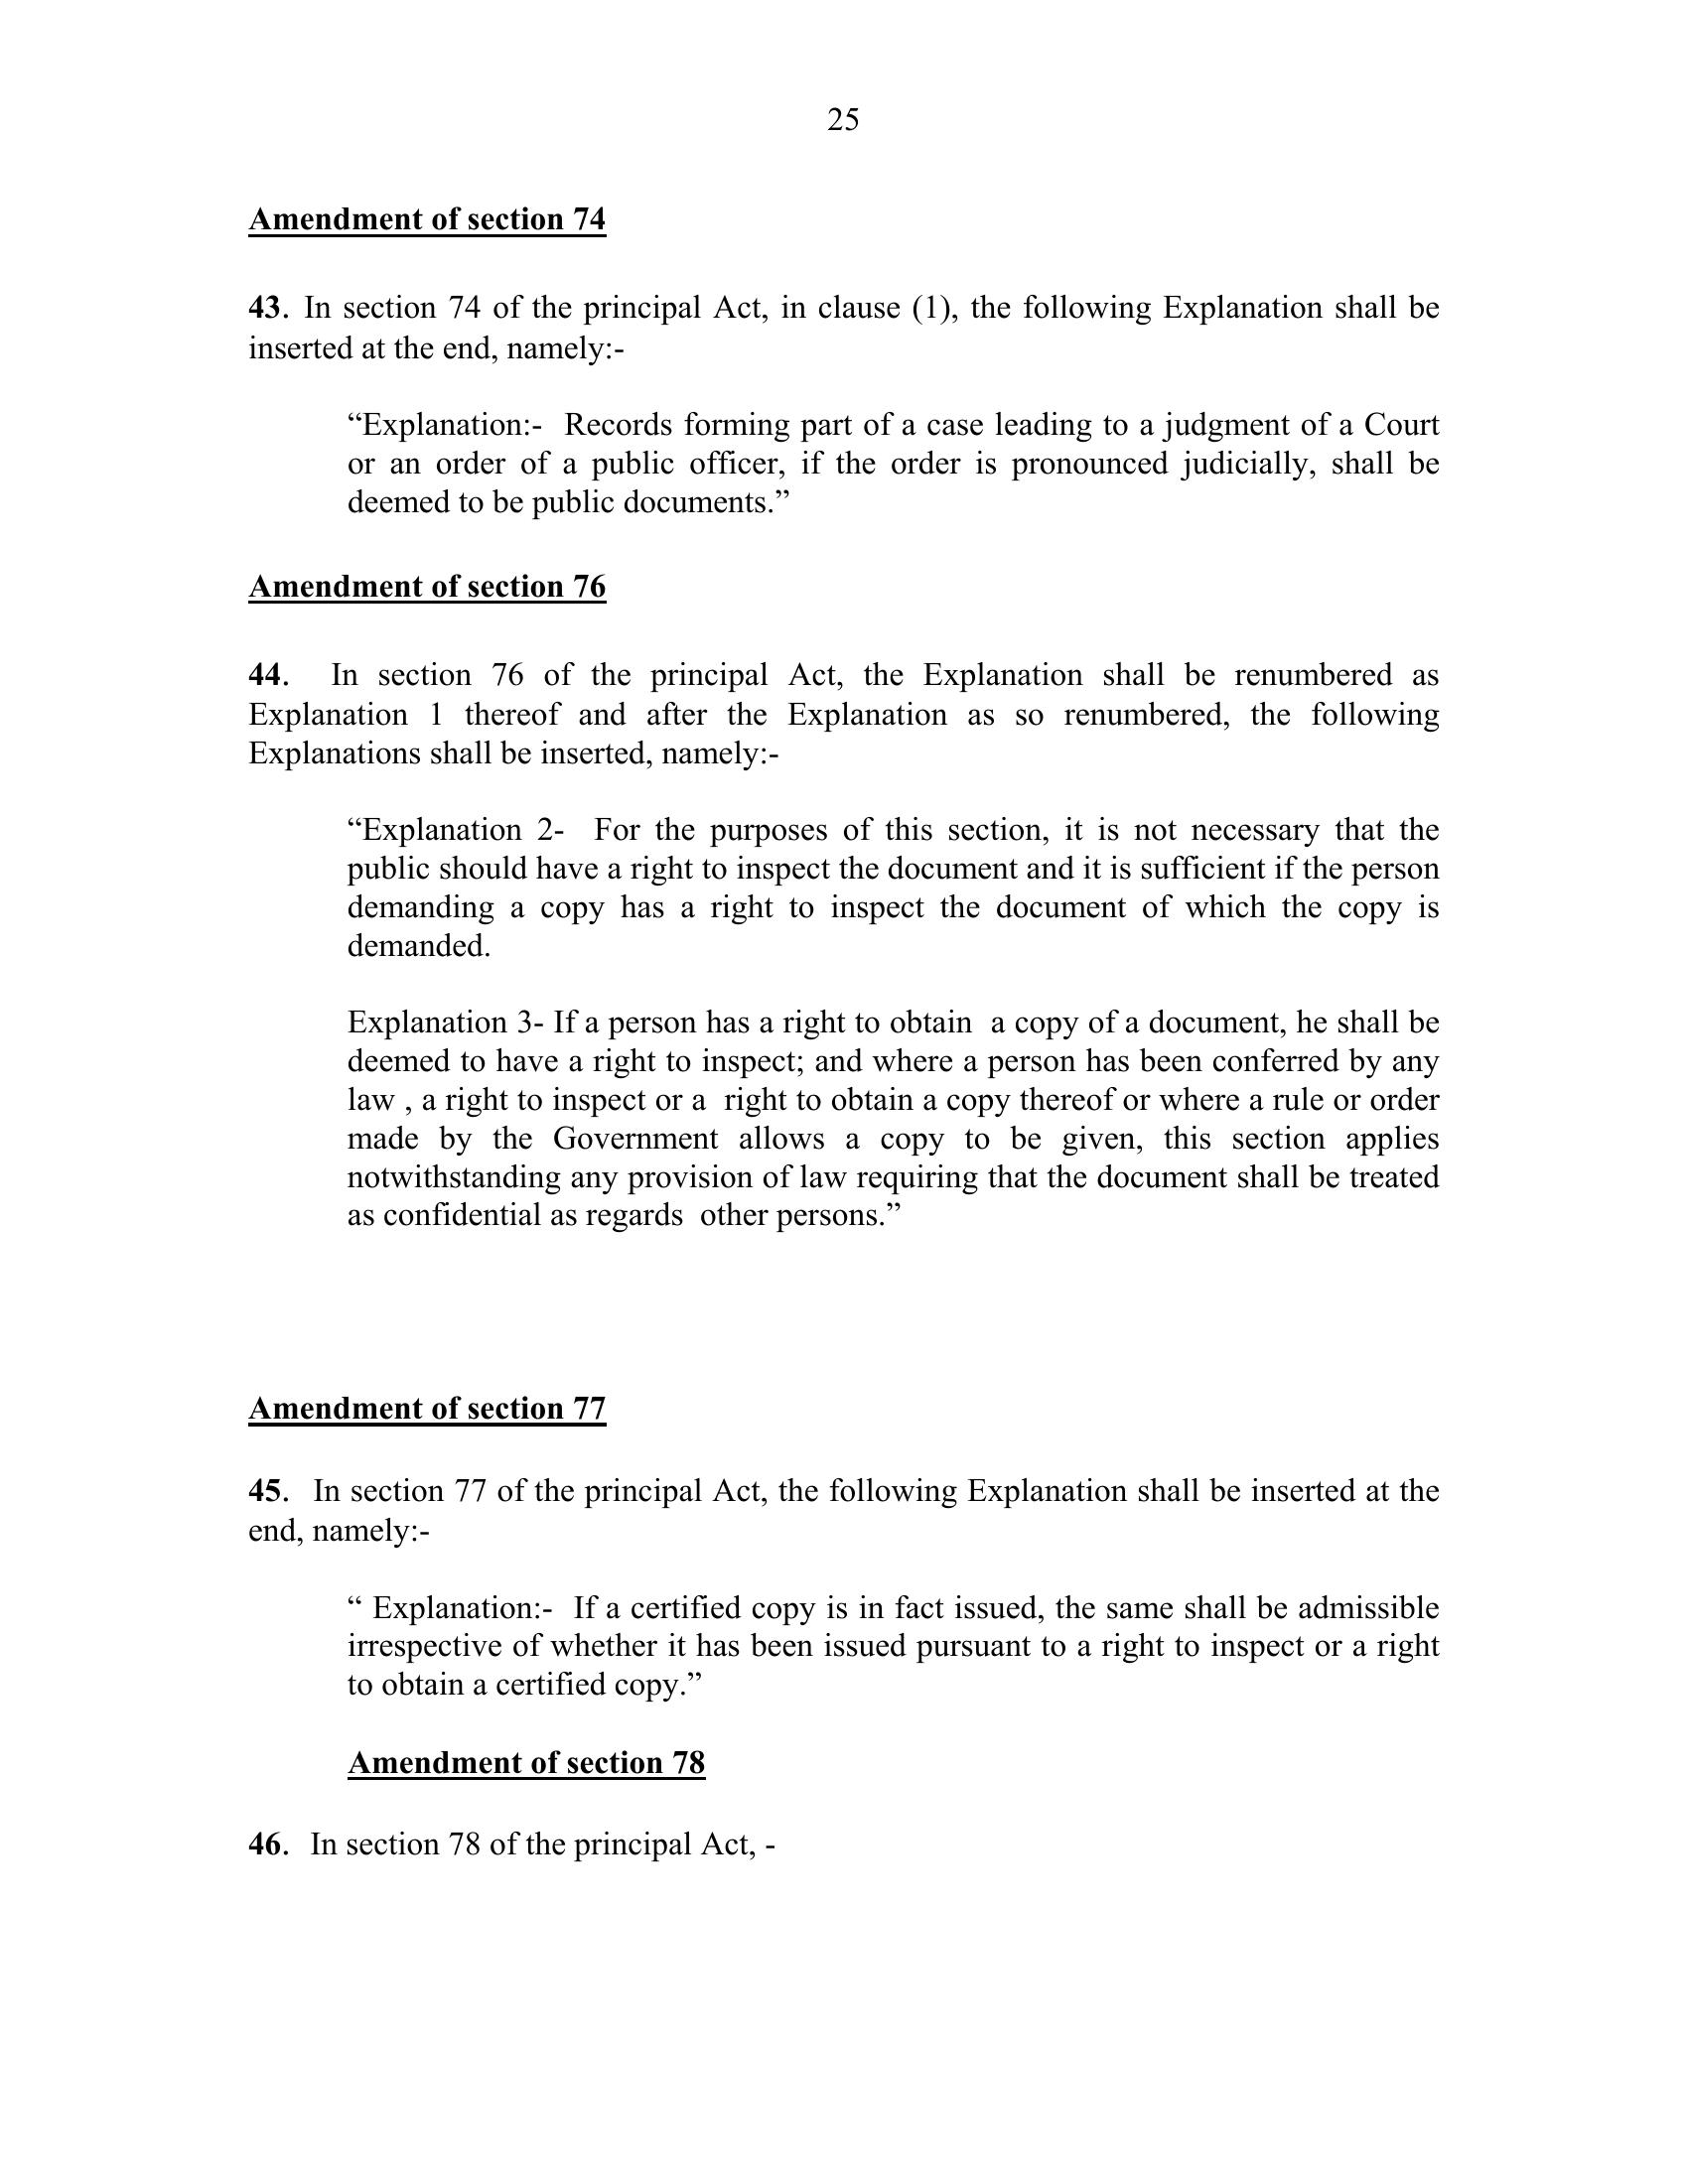 25
Amendment of section 74
43. In section 74 of the principal Act, in clause (1), the following Explanation shall be
inserted at the end, namely:-
“Explanation:- Records forming part of a case leading to a judgment of a Court
or an order of a public officer, if the order is pronounced judicially, shall be
deemed to be public documents.”
Amendment of section 76
44. In section 76 of the principal Act, the Explanation shall be renumbered as
Explanation 1 thereof and after the Explanation as so renumbered, the following
Explanations shall be inserted, namely:-
“Explanation 2- For the purposes of this section, it is not necessary that the
public should have a right to inspect the document and it is sufficient if the person
demanding a copy has a right to inspect the document of which the copy is
demanded.
Explanation 3- If a person has a right to obtain a copy of a document, he shall be
deemed to have a right to inspect; and where a person has been conferred by any
law , a right to inspect or a right to obtain a copy thereof or where a rule or order
made by the Government allows a copy to be given, this section applies
notwithstanding any provision of law requiring that the document shall be treated
as confidential as regards other persons.”
Amendment of section 77
45. In section 77 of the principal Act, the following Explanation shall be inserted at the
end, namely:-
“ Explanation:- If a certified copy is in fact issued, the same shall be admissible
irrespective of whether it has been issued pursuant to a right to inspect or a right
to obtain a certified copy.”
Amendment of section 78
46. In section 78 of the principal Act, -